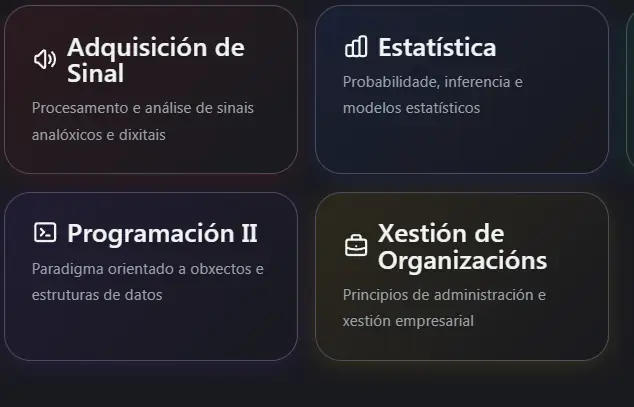 Adquisición de
Sinal
Procesamento e análise de sinais
analóxicos e dixitais
Estatística
Probabilidade, inferencia e
modelos estatísticos
Programación II
Paradigma orientado a obxectos e
estruturas de datos
Xestión de
Organizacións
Principios de administración e
xestión empresarial